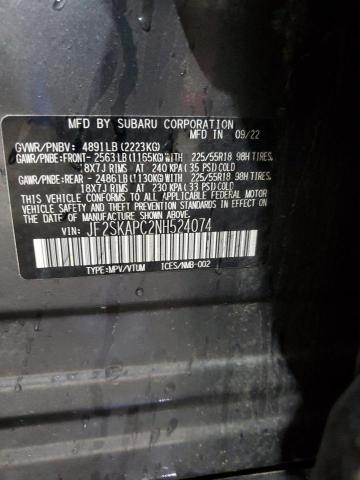 MFD BY SUBARU CORPORATION
MFD IN 09/22
GVWR/PNBV: 4891LB(2223KG)
GAWR/PNBE:FRONT-2563LB(1165KG)WITH 225/55R18 98H TIRES,
18X7J RIMS AT 240 KPA(35 PSI)COLD
GAWR/PNBE:REAR -2486LB(1130KG)WITH 225/55R18 98H TIRES,
18X7J RIMS AT 230 KPA(33 PSI)COLD
THIS VEHICLE CONFORMS TO ALL APPLICABLE
FEDERAL MOTOR VEHICLE SAFETY, BUMPER,
AND THEFT PREVENTION STANDARDS IN EFFECT
ON THE DATE OF MANUFACTURE SHOWN ABOVE.
VIN: JF2SKAPC2NH524074
TYPE:MPV/VTUM ICES/NMB-002